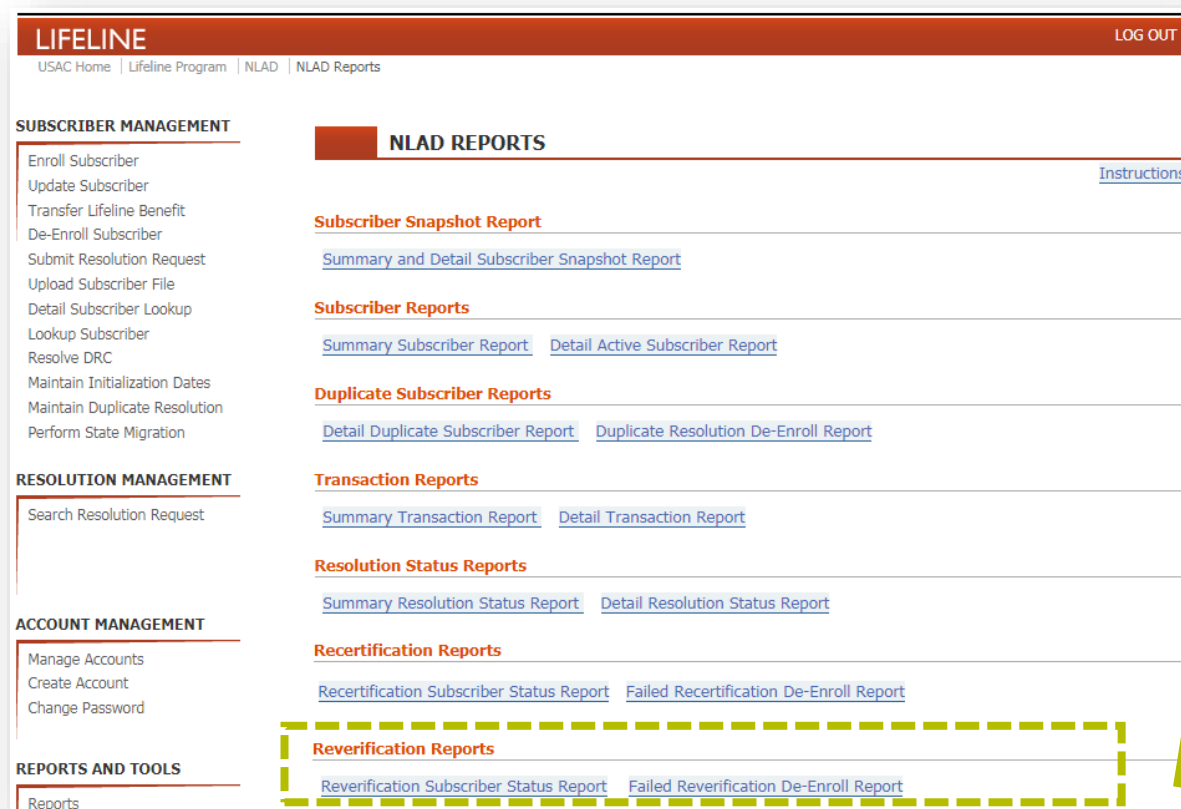 LIFELINE
LOG OUT
USAC Home | Lifeline Program | NLAD | NLAD Reports
SUBSCRIBER MANAGEMENT
Enroll Subscriber
Update Subscriber
Transfer Lifeline Benefit
De-Enroll Subscriber
Submit Resolution Request
Upload Subscriber File
Detail Subscriber Lookup
Lookup Subscriber
Resolve DRC
Maintain Initialization Dates
Maintain Duplicate Resolution
Perform State Migration
RESOLUTION MANAGEMENT
Search Resolution Request
ACCOUNT MANAGEMENT
Manage Accounts
Create Account
Change Password
REPORTS AND TOOLS
Reports
NLAD REPORTS
Instructions
Subscriber Snapshot Report
Summary and Detail Subscriber Snapshot Report
Subscriber Reports
Summary Subscriber Report Detail Active Subscriber Report
Duplicate Subscriber Reports
Detail Duplicate Subscriber Report Duplicate Resolution De-Enroll Report
Transaction Reports
Summary Transaction Report Detail Transaction Report
Resolution Status Reports
Summary Resolution Status Report Detail Resolution Status Report
Recertification Reports
Recertification Subscriber Status Report Failed Recertification De-Enroll Report
Reverification Reports
Reverification Subscriber Status Report Failed Reverification De-Enroll Report